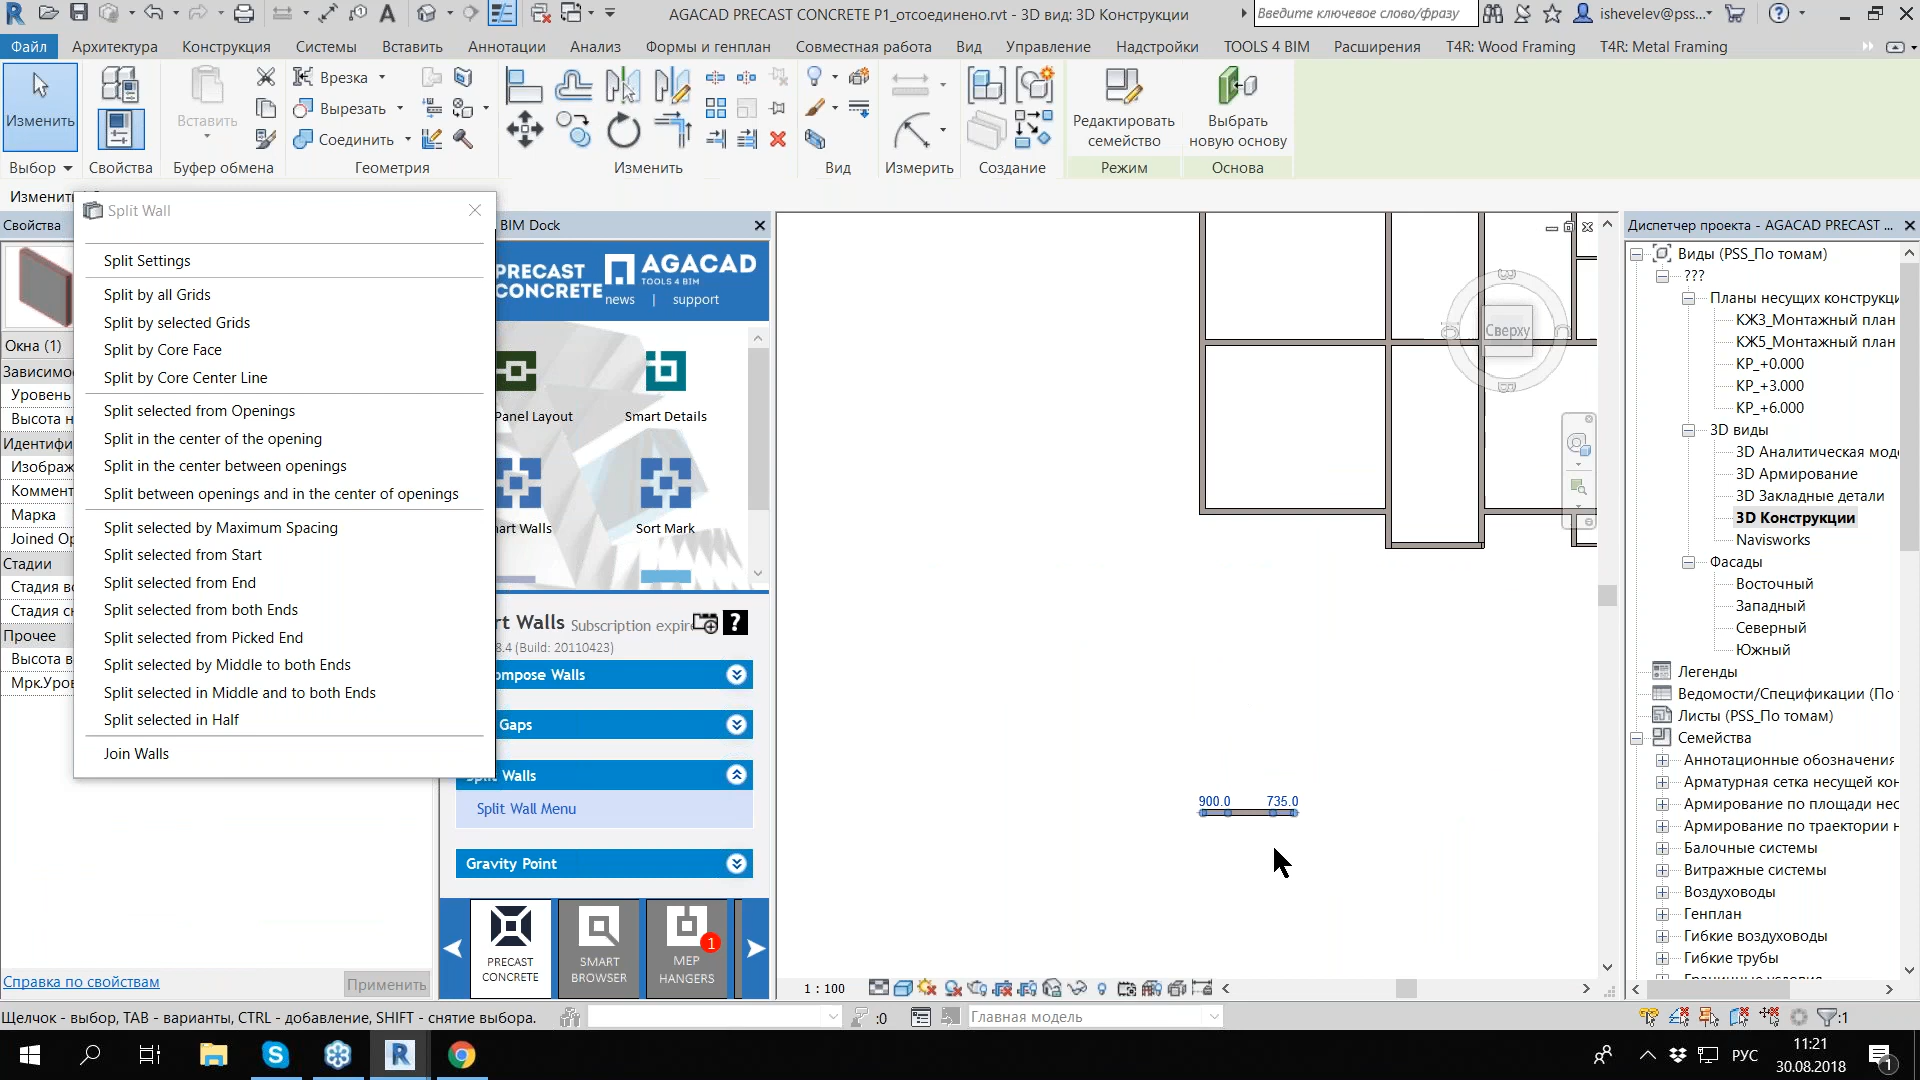 AGACAD PRECAST CONCRETE P1_отсоединено.rvt - 3D вид: 3D Конструкции
Введите ключевое слово/фразу
ishevelev@pss...
Файл
Архитектура
Конструкция
Системы
Вставить
Аннотации
Анализ
Формы и генплан
Совместная работа
Вид
Управление
Надстройки
TOOLS 4 BIM
Расширения
T4R: Wood Framing
T4R: Metal Framing
Изменить
Вставить
Врезка
Вырезать
Соединить
Редактировать
семейство
Выбрать
новую основу
Выбор
Свойства
Буфер обмена
Геометрия
Изменить
Вид
Измерить
Создание
Режим
Основа
Split Wall
Split Settings
Split by all Grids
Split by selected Grids
Split by Core Face
Split by Core Center Line
Split selected from Openings
Split in the center of the opening
Split in the center between openings
Split between openings and in the center of openings
Split selected by Maximum Spacing
Split selected from Start
Split selected from End
Split selected from both Ends
Split selected from Picked End
Split selected by Middle to both Ends
Split selected in Middle and to both Ends
Split selected in Half
Join Walls
Свойства
Окна (1)
Уровень
Марка
Стадии
Прочее
Справка по свойствам
Применить
BIM Dock
PRECAST
CONCRETE
AGACAD
TOOLS 4 BIM
news | support
Panel Layout
Smart Details
Sort Mark
Walls
8.4 (Build: 20110423)
Walls
Gaps
Walls
Split Wall Menu
Gravity Point
PRECAST
CONCRETE
SMART
BROWSER
MEP
HANGERS
1
Сверху
900.0
735.0
1 : 100
Диспетчер проекта - AGACAD PRECAST ...
Виды (PSS_По томам)
???
Планы несущих конструкци
КЖ3_Монтажный план
КЖ5_Монтажный план
КР_+0.000
КР_+3.000
КР_+6.000
3D виды
3D Аналитическая моде
3D Армирование
3D Закладные детали
3D Конструкции
Navisworks
Фасады
Восточный
Западный
Северный
Южный
Легенды
Ведомости/Спецификации (По
Листы (PSS_По томам)
Семейства
Аннотационные обозначения
Арматурная сетка несущей кон
Армирование по площади нес
Армирование по траектории н
Балочные системы
Витражные системы
Воздуховоды
Генплан
Гибкие воздуховоды
Гибкие трубы
Щелчок - выбор, TAB - варианты, CTRL - добавление, SHIFT - снятие выбора.
:0
Главная модель
:1
РУС
11:21
30.08.2018
1